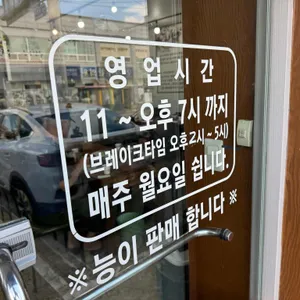 영업시간
11 ~ 오후 7시 까지
(브레이크타임 오후2시~5시)
매주 월요일 쉽니다.
※ 능이 판매 합니다 ※